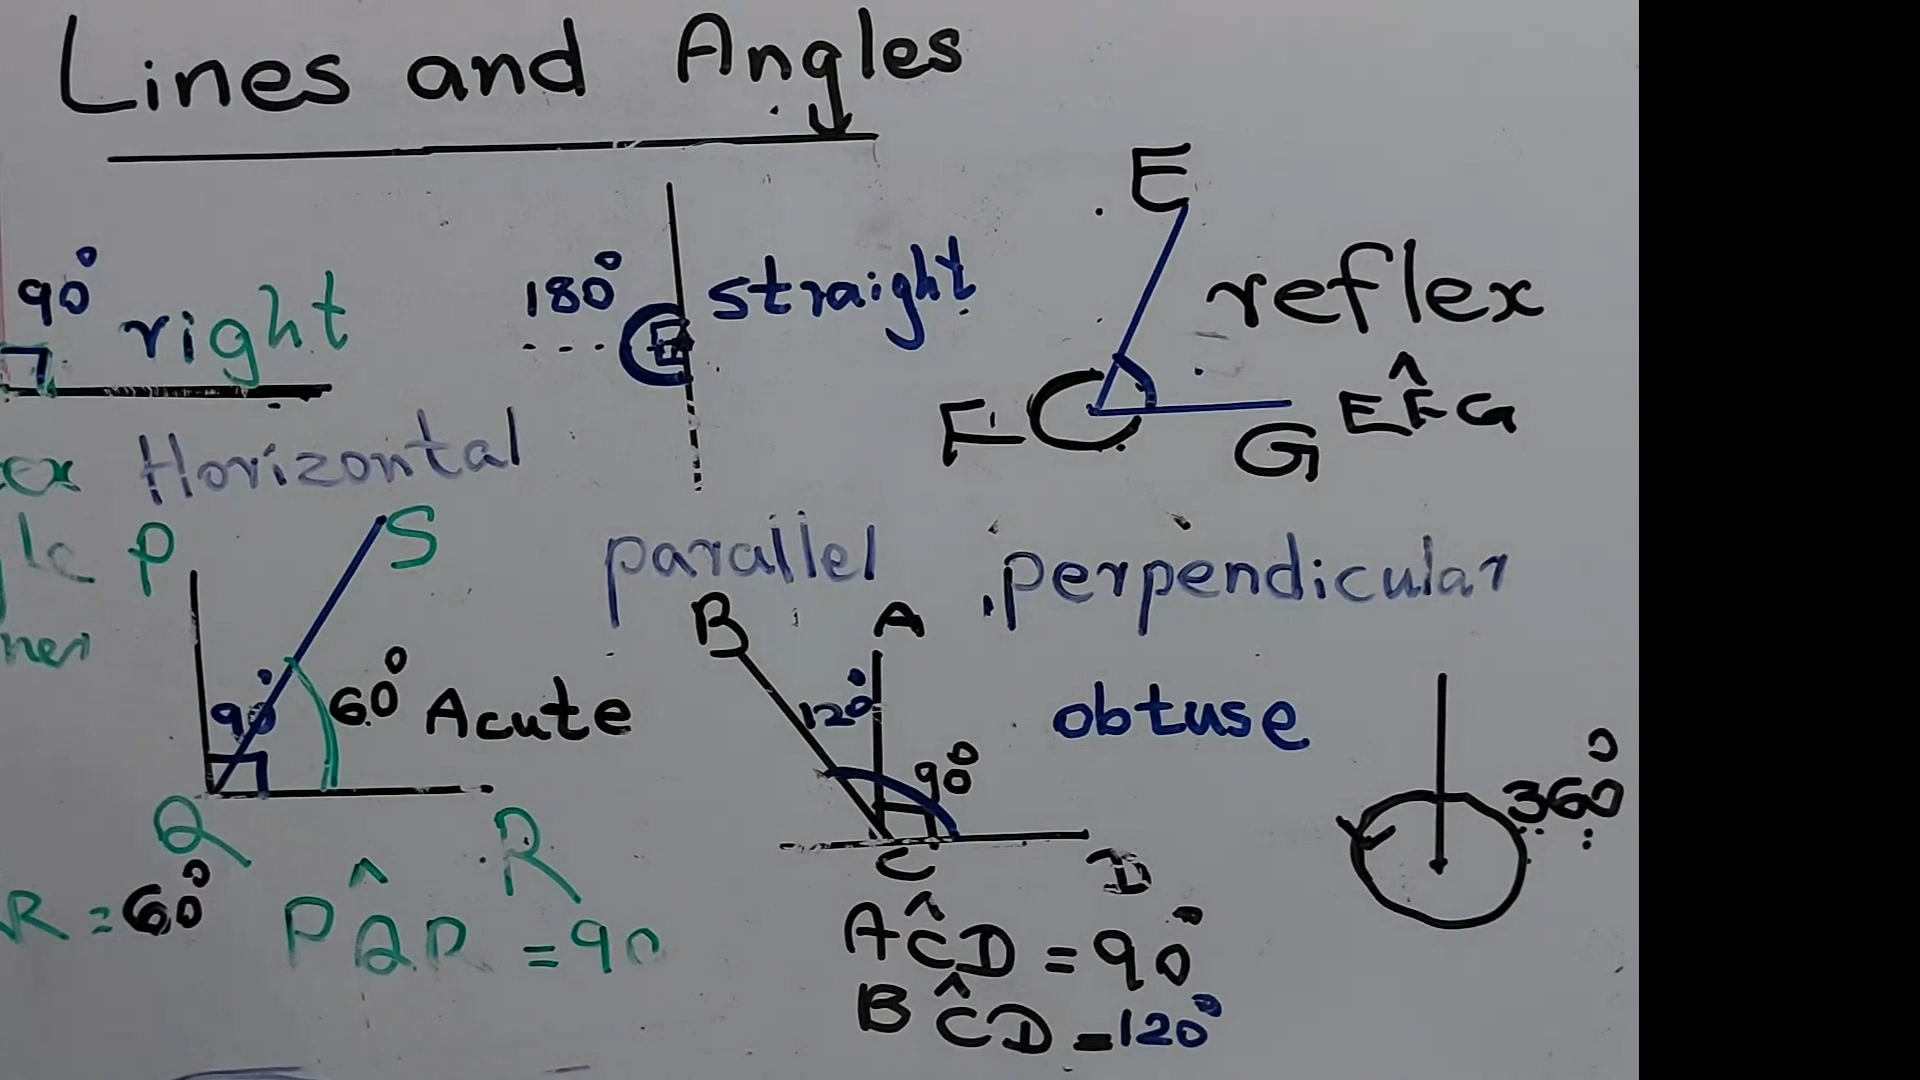 Lines and Angles
E
90° right
180° straight
reflex
F
G
EF̂G
Horizontal
P
S
parallel
perpendicular
B
A
90°
60° Acute
120°
obtuse
90°
360°
Q
R
C
D
R = 60°
PQ̂R = 90
AĈD = 90°
BĈD = 120°